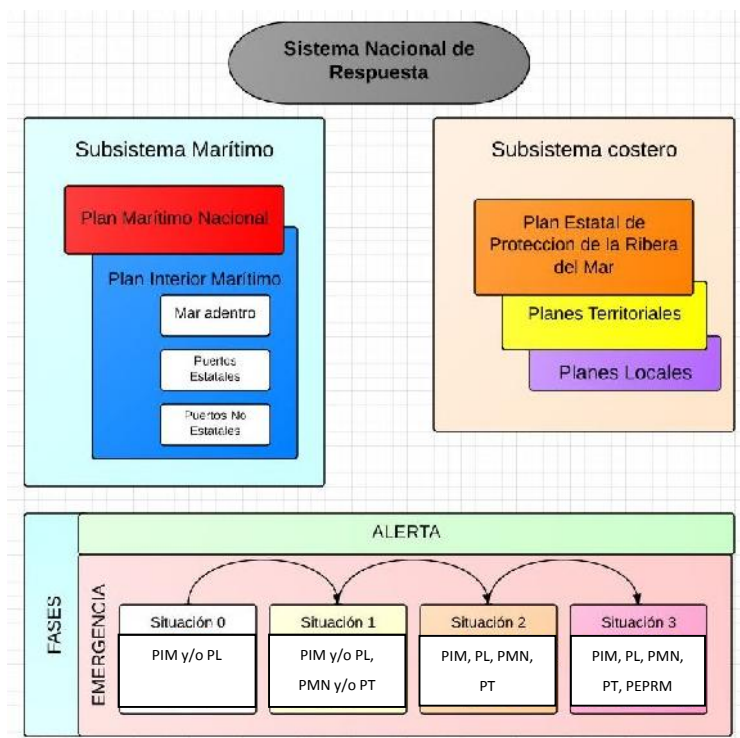 Sistema Nacional de
Respuesta
Subsistema Marítimo
Plan Marítimo Nacional
Plan Interior Marítimo
Mar adentro
Puertos
Estatales
Puertos No
Estatales
Subsistema costero
Plan Estatal de
Proteccion de la Ribera
del Mar
Planes Territoriales
Planes Locales
FASES
ALERTA
EMERGENCIA
Situación 0
PIM y/o PL
Situación 1
PIM y/o PL,
PMN y/o PT
Situación 2
PIM, PL, PMN,
PT
Situación 3
PIM, PL, PMN,
PT, PEPRM